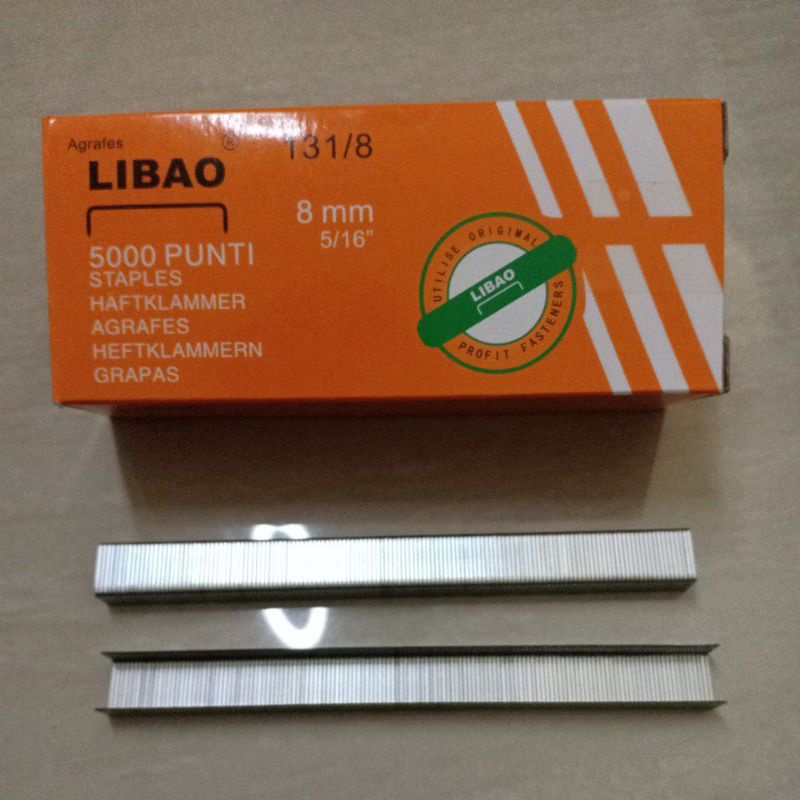 Agrafes
LIBAO ®
131/8
8 mm
5/16"
5000 PUNTI
STAPLES
HAFTKLAMMER
AGRAFES
HEFTKLAMMERN
GRAPAS
UTILISE ORIGIMAL
LIBAO
PROFIT FASTENERS